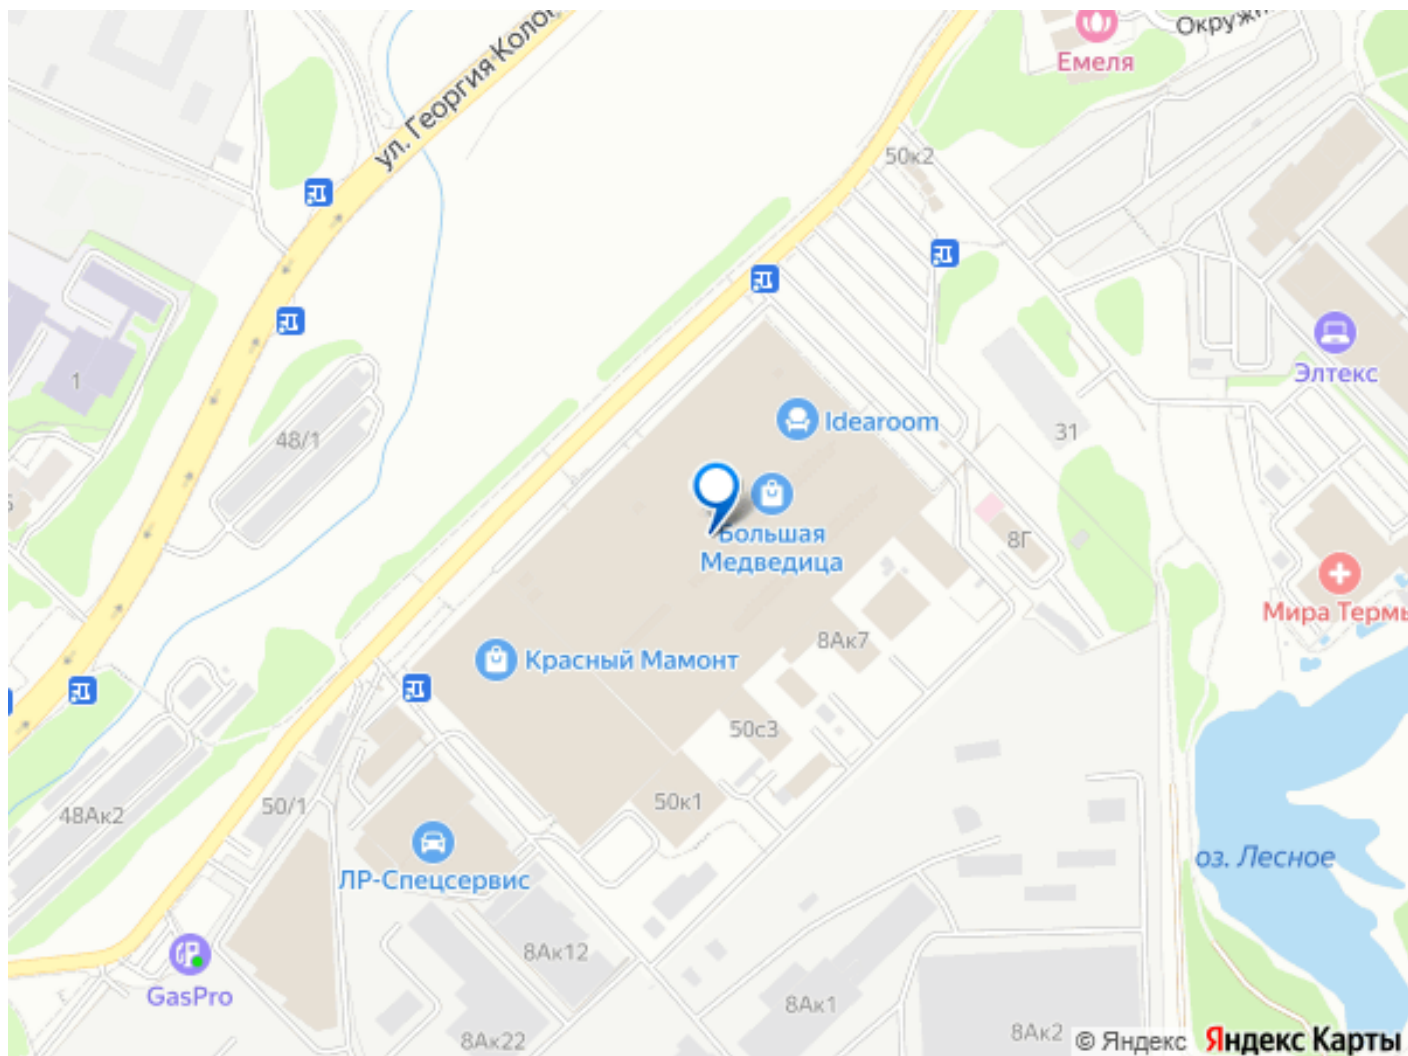 Окружн
Емеля
ул. Георгия Коло
50к2
Элтекс
1
48/1
Idearoom
31
Большая
Медведица
8Г
Мира Термы
8Ак7
Красный Мамонт
50с3
50к1
50/1
48Ак2
оз. Лесное
ЛР-Спецсервис
8Ак12
GasPro
8Ак1
8Ак22
8Ак2
© Яндекс Яндекс Карты